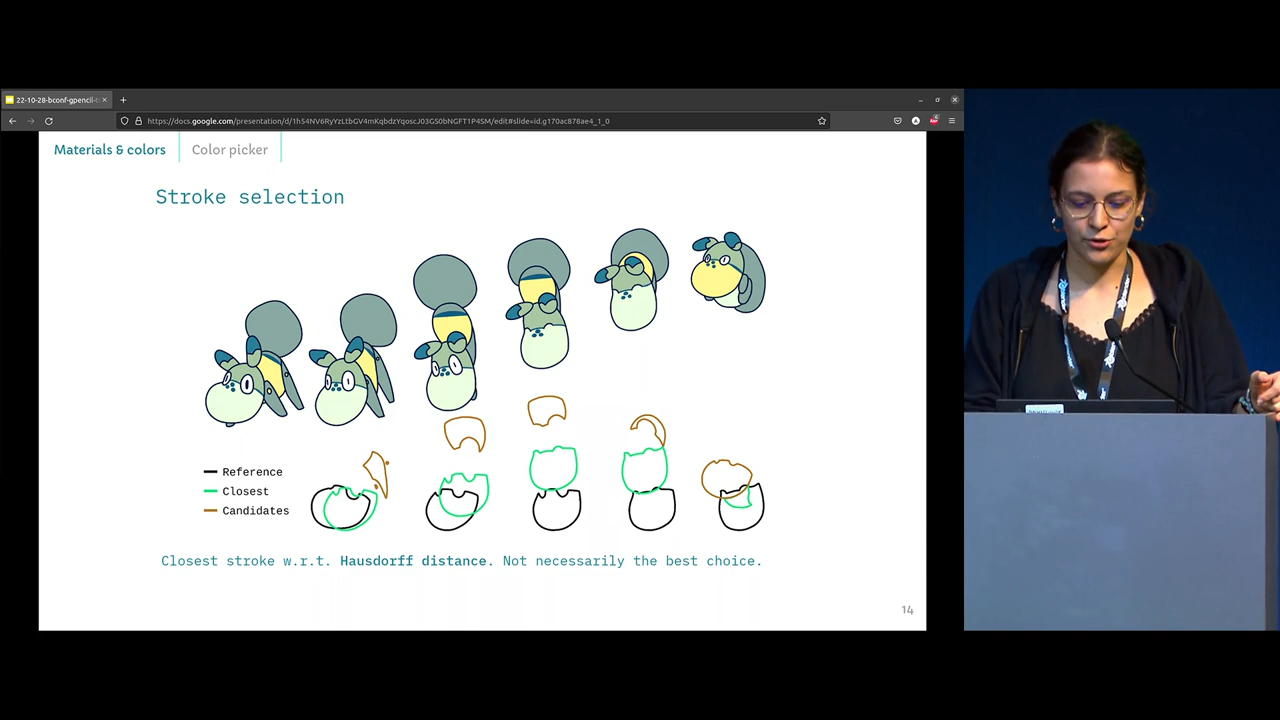 22-10-28-bconf-gpencil-t
https://docs.google.com/presentation/d/1h54NV6RyYzLtbGV4mKqbdzYqoscJ03GS0bNGFT1P4SM/edit#slide=id.g170ac878ae4_1_0
Materials & colors
Color picker
Stroke selection
Reference
Closest
Candidates
Closest stroke w.r.t. Hausdorff distance. Not necessarily the best choice.
14